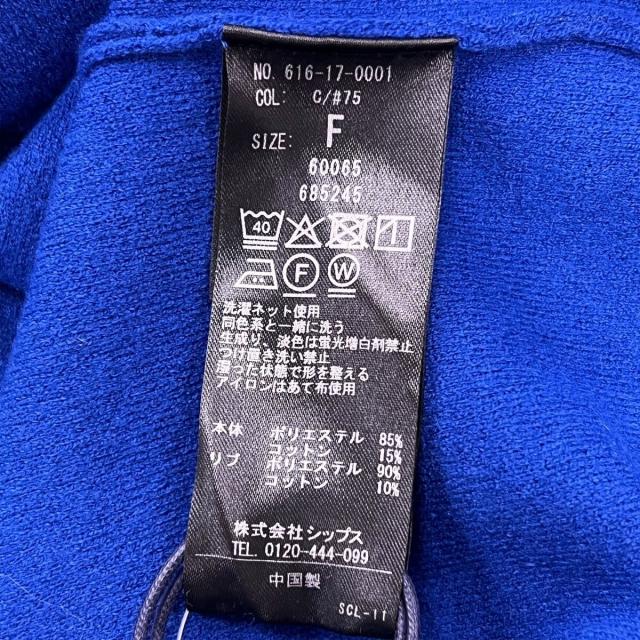 NO. 616-17-0001
COL: C/#75
SIZE: F
60065
685245
40
F W
洗濯ネット使用
同色系と一緒に洗う
生成り、淡色は蛍光増白剤禁止
つけ置き洗い禁止
湿った状態で形を整える
アイロンはあて布使用
本体 ポリエステル 85%
コットン 15%
リブ ポリエステル 90%
コットン 10%
株式会社シップス
TEL. 0120-444-099
中国製
SCL-11